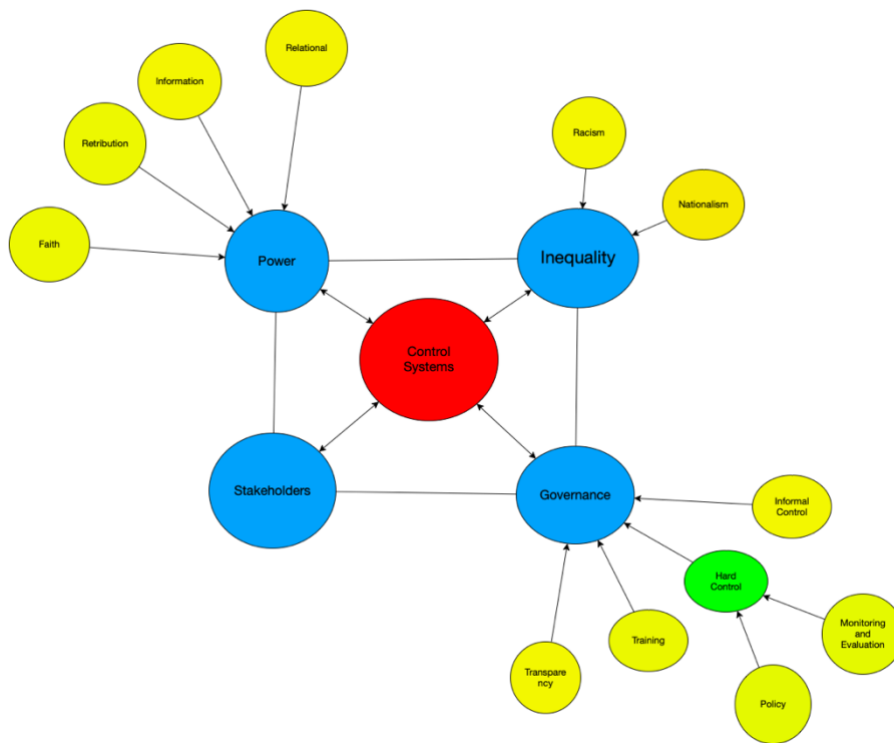 Relational
Information
Racism
Retribution
Nationalism
Faith
Power
Inequality
Control
Systems
Stakeholders
Governance
Informal
Control
Hard
Control
Monitoring
and
Evaluation
Training
Transpare
ncy
Policy